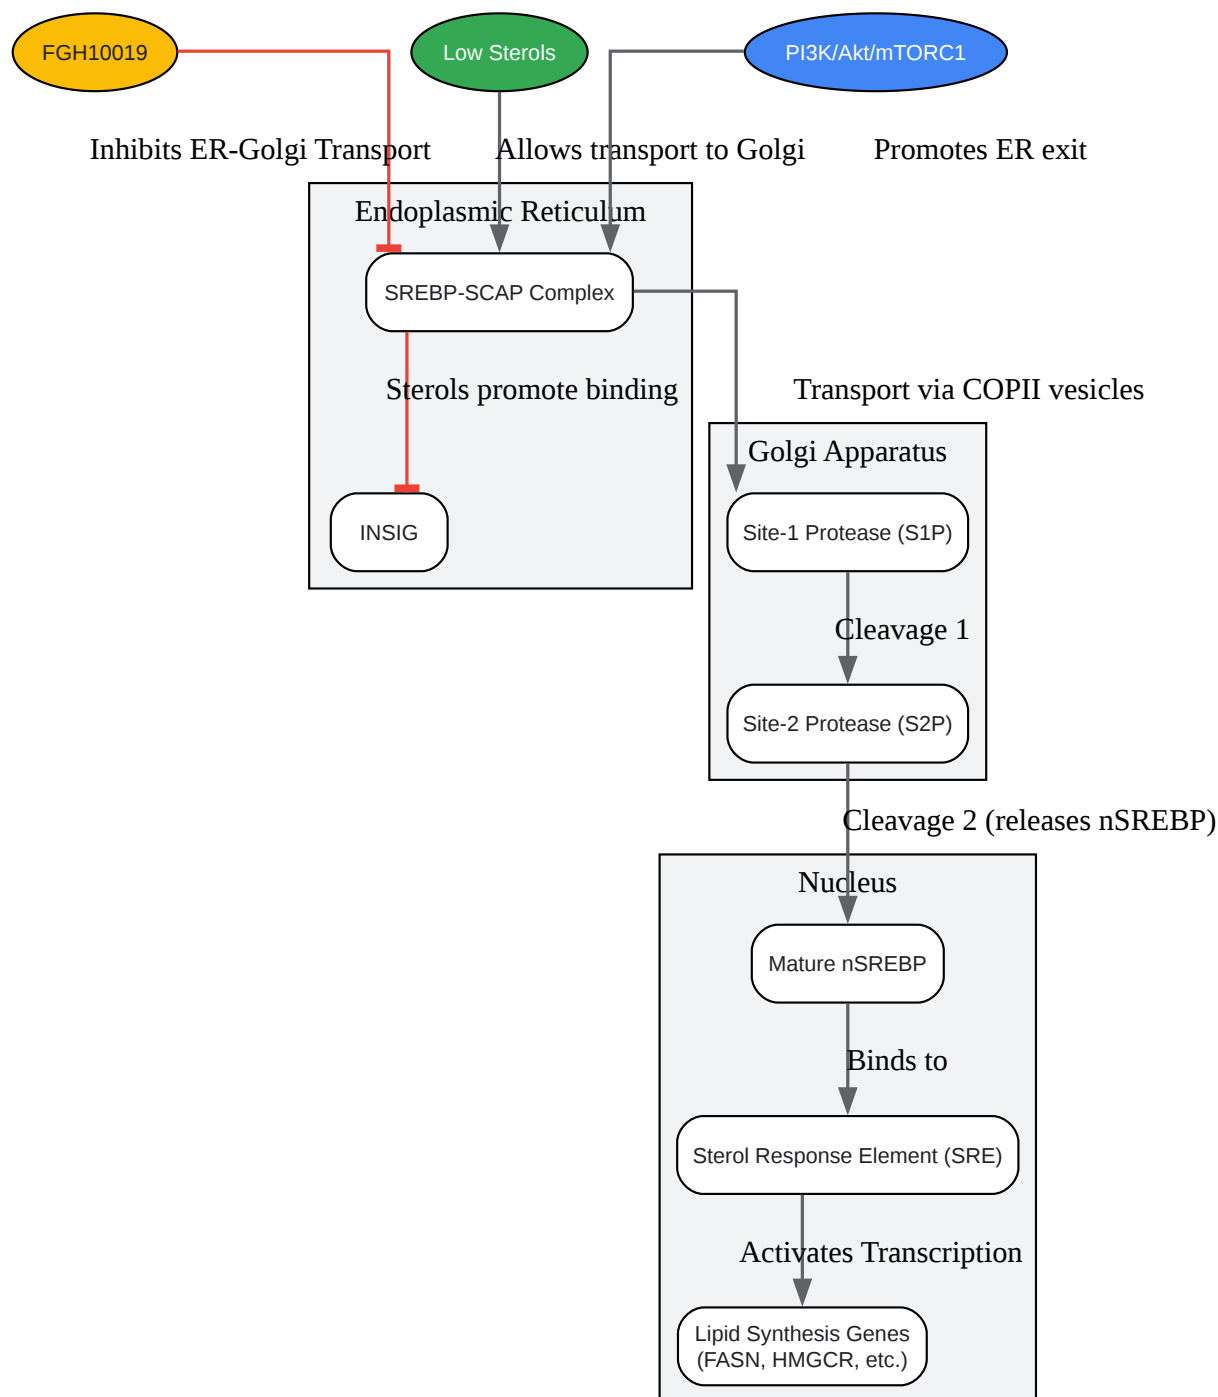 FGH10019
Low Sterols
PI3K/Akt/mTORC1
Inhibits ER-Golgi Transport
Allows transport to Golgi
Promotes ER exit
Endoplasmic Reticulum
SREBP-SCAP Complex
Sterols promote binding
Transport via COPII vesicles
Golgi Apparatus
INSIG
Site-1 Protease (S1P)
Cleavage 1
Site-2 Protease (S2P)
Cleavage 2 (releases nSREBP)
Nucleus
Mature nSREBP
Binds to
Sterol Response Element (SRE)
Activates Transcription
Lipid Synthesis Genes
(FASN, HMGCR, etc.)